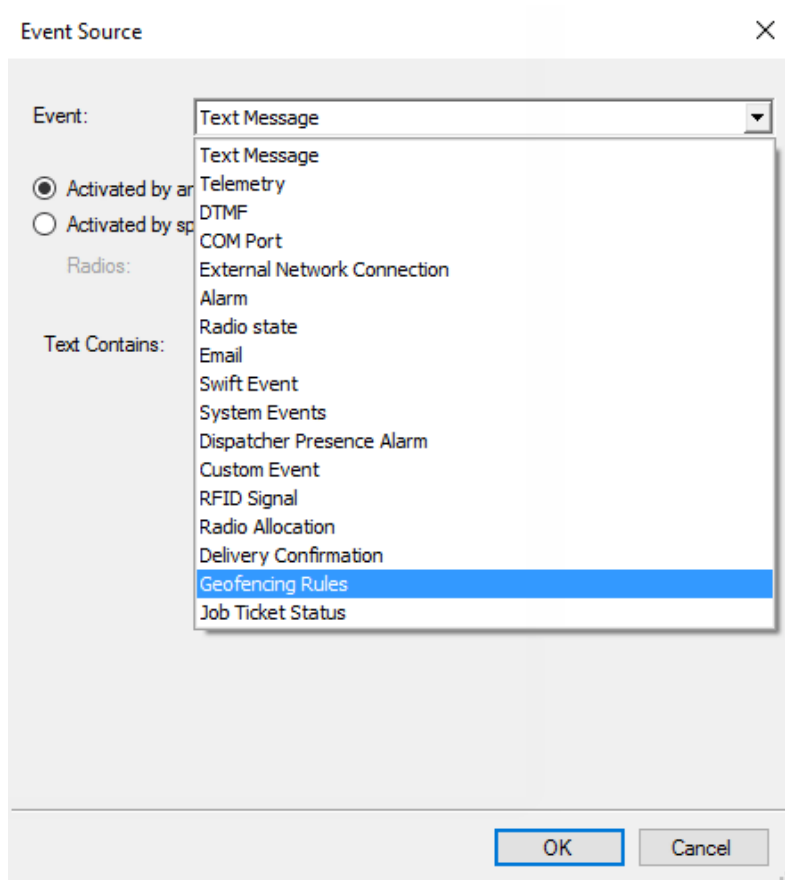 Event Source
Event:
Text Message
Text Message
Telemetry
Activated by ar
DTMF
Activated by sp
COM Port
Radios:
External Network Connection
Alarm
Radio state
Text Contains:
Email
Swift Event
System Events
Dispatcher Presence Alarm
Custom Event
RFID Signal
Radio Allocation
Delivery Confirmation
Geofencing Rules
Job Ticket Status
OK
Cancel